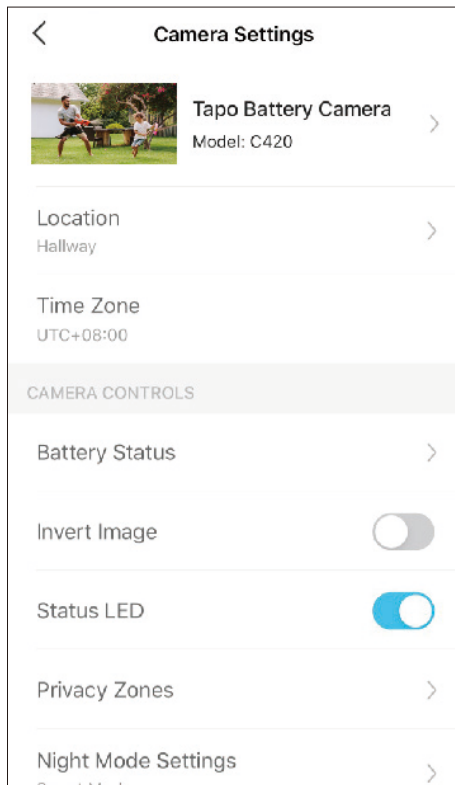 Camera Settings
Tapo Battery Camera
Model: C420
Location
Hallway
Time Zone
UTC+08:00
CAMERA CONTROLS
Battery Status
Invert Image
Status LED
Privacy Zones
Night Mode Settings